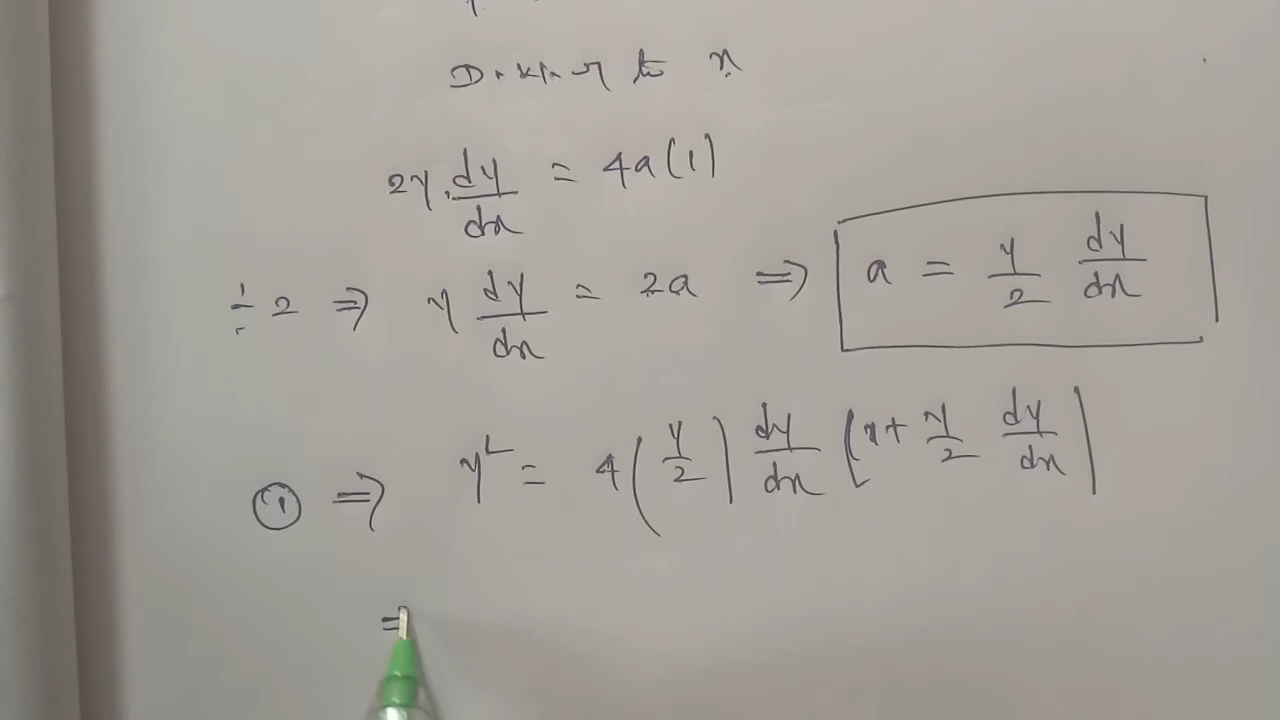 D. w. r. to x
2y . dy/dx = 4a(1)
÷ 2 ⇒ y dy/dx = 2a ⇒ a = y/2 dy/dx
① ⇒ y² = 4(y/2) dy/dx (x + y/2 dy/dx)
=